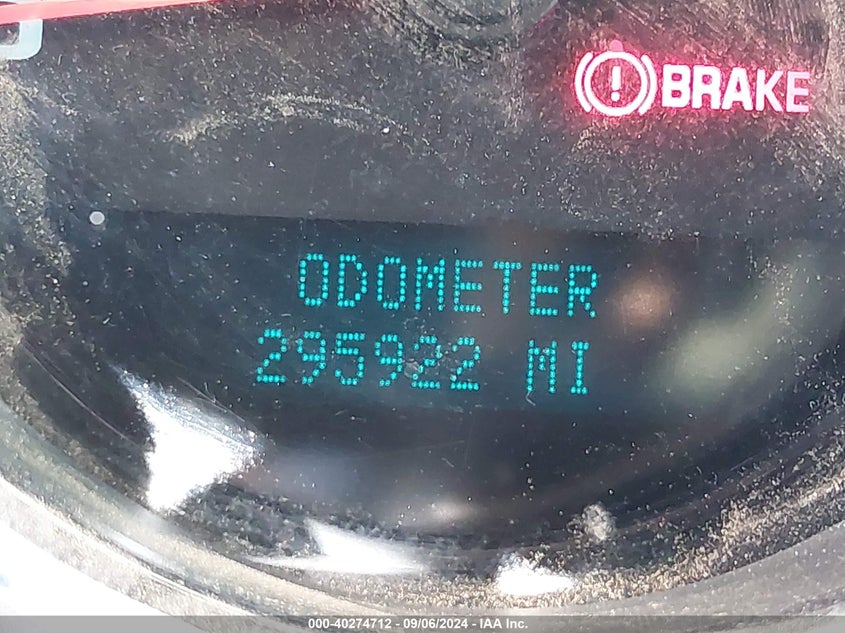 (!) BRAKE
ODOMETER
295922 MI
000-40274712 - 09/06/2024 - IAA Inc.